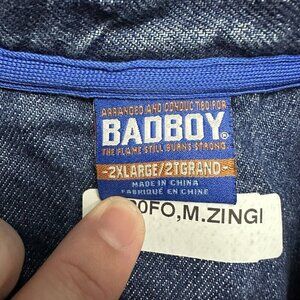 ARRANGED AND CONDUCTED FOR
BADBOY®
THE FLAME STILL BURNS STRONG.
-2XLARGE/2TGRAND-
MADE IN CHINA
FABRIQUÉ EN CHINE
0FO,M.ZINGI